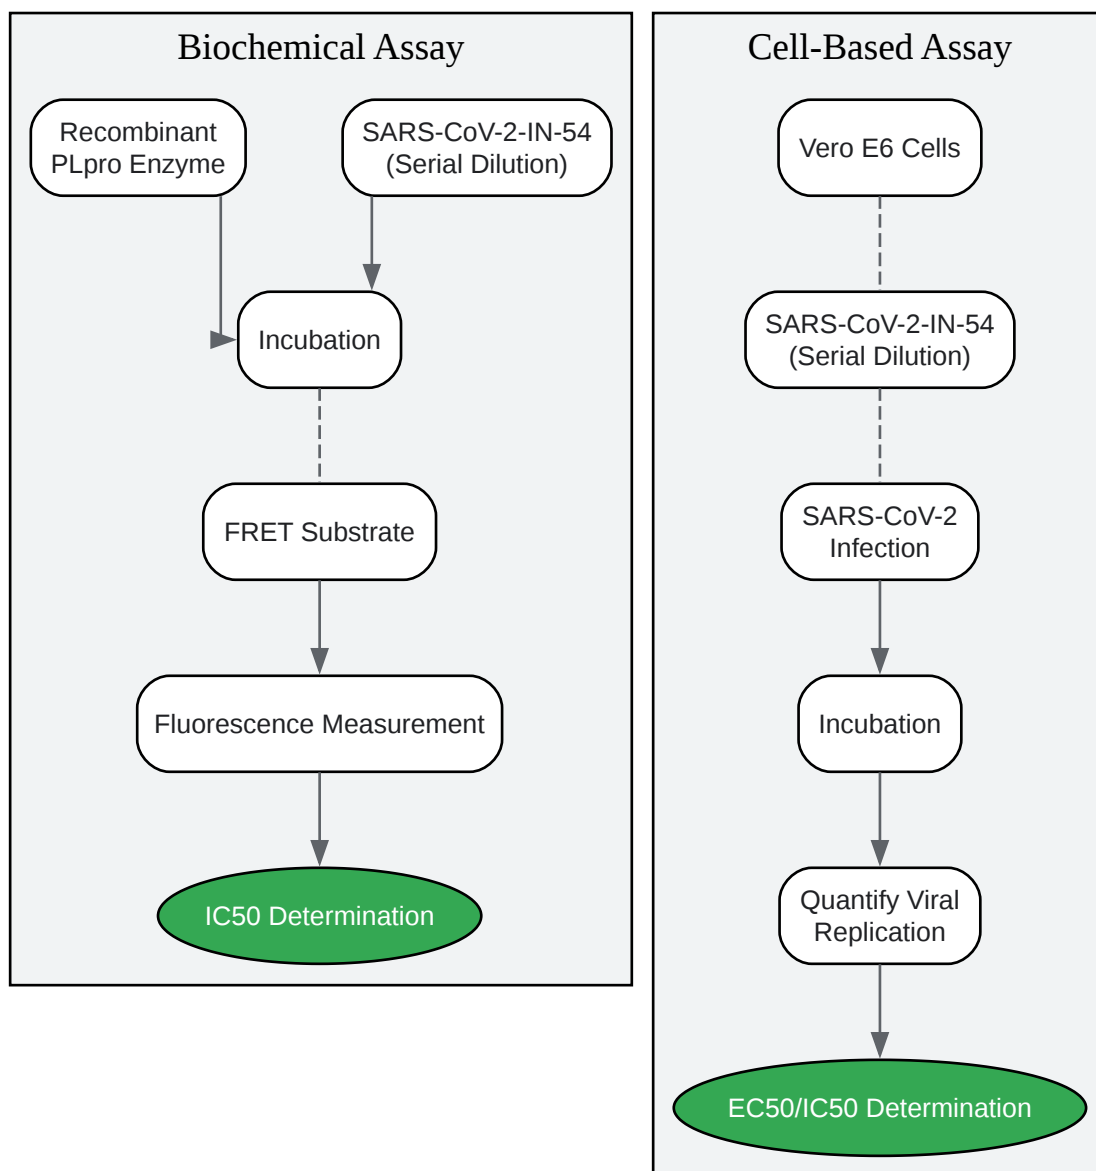 Biochemical Assay
Recombinant
PLpro Enzyme
SARS-CoV-2-IN-54
(Serial Dilution)
Incubation
FRET Substrate
Fluorescence Measurement
IC50 Determination
Cell-Based Assay
Vero E6 Cells
SARS-CoV-2-IN-54
(Serial Dilution)
SARS-CoV-2
Infection
Incubation
Quantify Viral
Replication
EC50/IC50 Determination